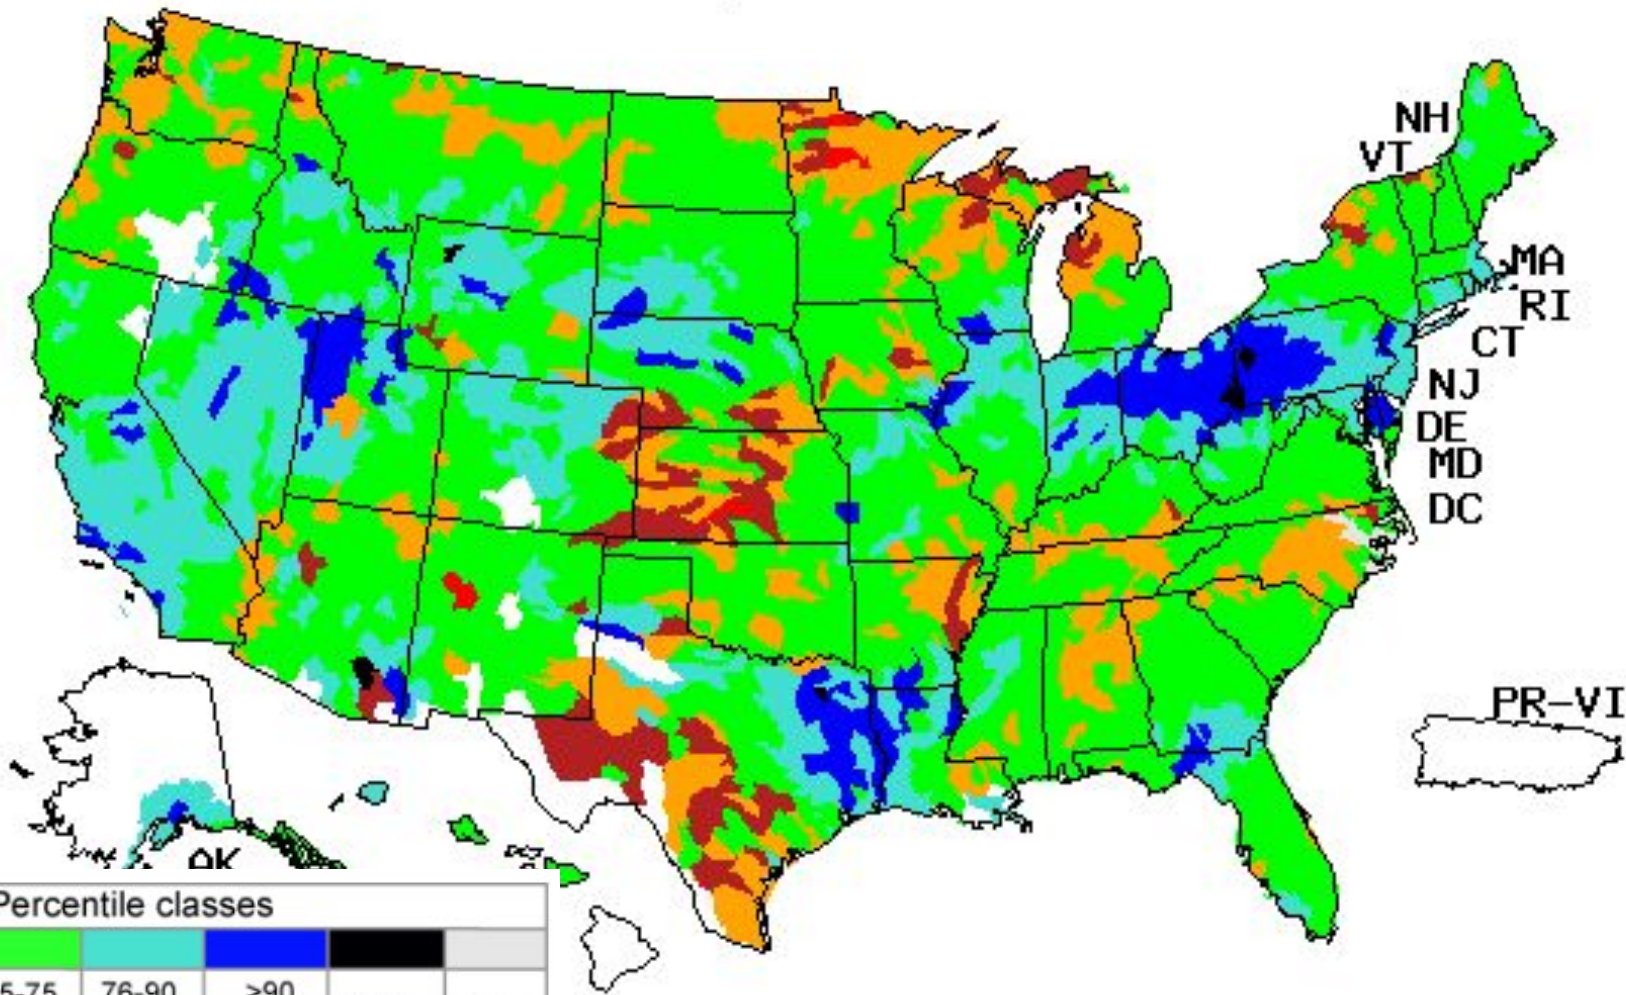 NH
VT
MA
RI
CT
NJ
DE
MD
DC
PR-VI
AK
Percentile classes
76-90
>90